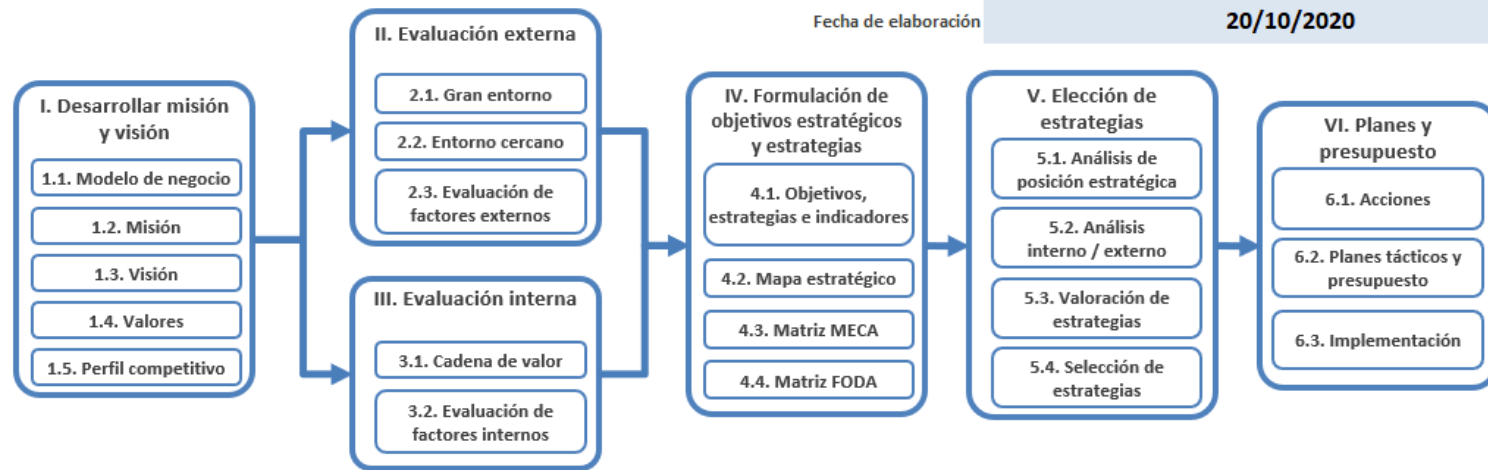 Fecha de elaboración
20/10/2020
I. Desarrollar misión
y visión
1.1. Modelo de negocio
1.2. Misión
1.3. Visión
1.4. Valores
1.5. Perfil competitivo
II. Evaluación externa
2.1. Gran entorno
2.2. Entorno cercano
2.3. Evaluación de
factores externos
III. Evaluación interna
3.1. Cadena de valor
3.2. Evaluación de
factores internos
IV. Formulación de
objetivos estratégicos
y estrategias
4.1. Objetivos,
estrategias e indicadores
4.2. Mapa estratégico
4.3. Matriz MECA
4.4. Matriz FODA
V. Elección de
estrategias
5.1. Análisis de
posición estratégica
5.2. Análisis
interno / externo
5.3. Valoración de
estrategias
5.4. Selección de
estrategias
VI. Planes y
presupuesto
6.1. Acciones
6.2. Planes tácticos y
presupuesto
6.3. Implementación